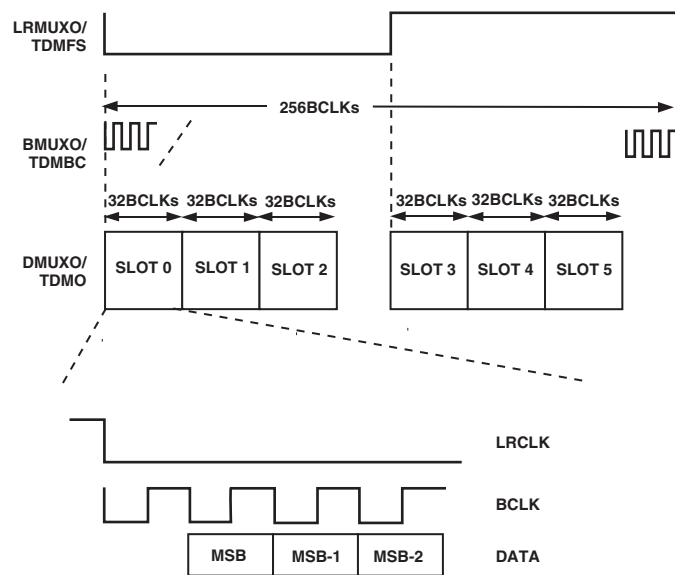 LRMUXO/
TDMFS
256BCLKs
BMUXO/
TDMBC
32BCLKs 32BCLKs 32BCLKs 32BCLKs 32BCLKs 32BCLKs
DMUXO/
TDMO
SLOT 0 SLOT 1 SLOT 2 SLOT 3 SLOT 4 SLOT 5
LRCLK
BCLK
MSB MSB-1 MSB-2 DATA